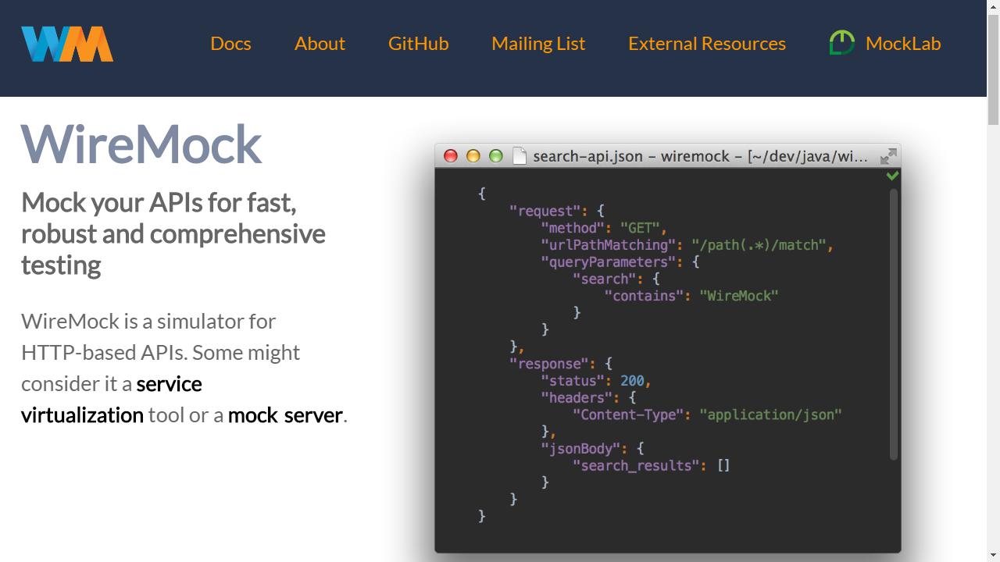 WM
Docs
About
GitHub
Mailing List
External Resources
MockLab
WireMock
Mock your APIs for fast,
robust and comprehensive
testing
WireMock is a simulator for
HTTP-based APIs. Some might
consider it a service
virtualization tool or a mock server.
search-api.json - wiremock - [~/dev/java/wi...
{
"request": {
"method": "GET",
"urlPathMatching": "/path(.*)/match",
"queryParameters": {
"search": {
"contains": "WireMock"
}
}
},
"response": {
"status": 200,
"headers": {
"Content-Type": "application/json"
},
"jsonBody": {
"search_results": []
}
}
}